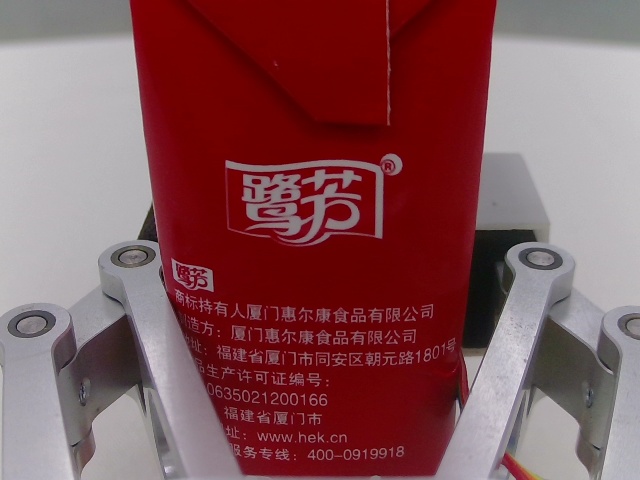 鹭芳®
鹭芳
商标持有人厦门惠尔康食品有限公司
造方：厦门惠尔康食品有限公司
址：福建省厦门市同安区朝元路1801号
品生产许可证编号：
0635021200166
福建省厦门市
址：www.hek.cn
服务专线：400-0919918